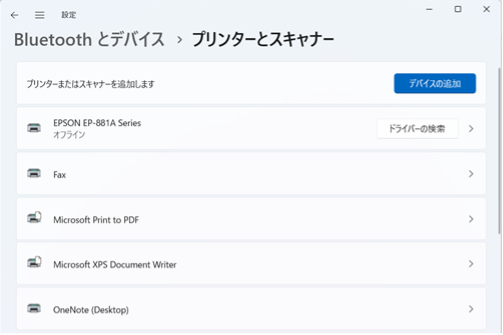 設定
Bluetooth とデバイス › プリンターとスキャナー
プリンターまたはスキャナーを追加します
デバイスの追加
EPSON EP-881A Series
オフライン
ドライバーの検索
Fax
Microsoft Print to PDF
Microsoft XPS Document Writer
OneNote (Desktop)